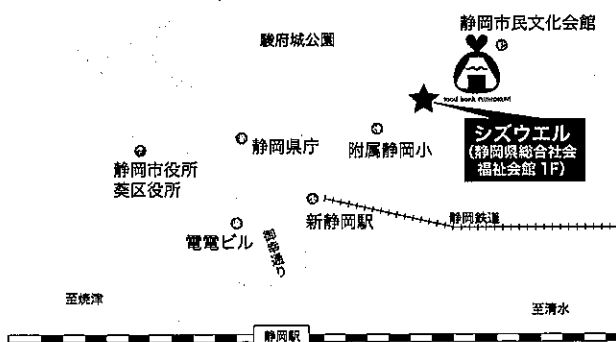 静岡市民文化会館
駿府城公園
food bank FUJINOKUNI
シズウエル
(静岡県総合社会
福祉会館 1F)
静岡県庁
附属静岡小
静岡市役所
葵区役所
新静岡駅
静岡鉄道
電電ビル
御幸通り
至焼津
至清水
静岡駅